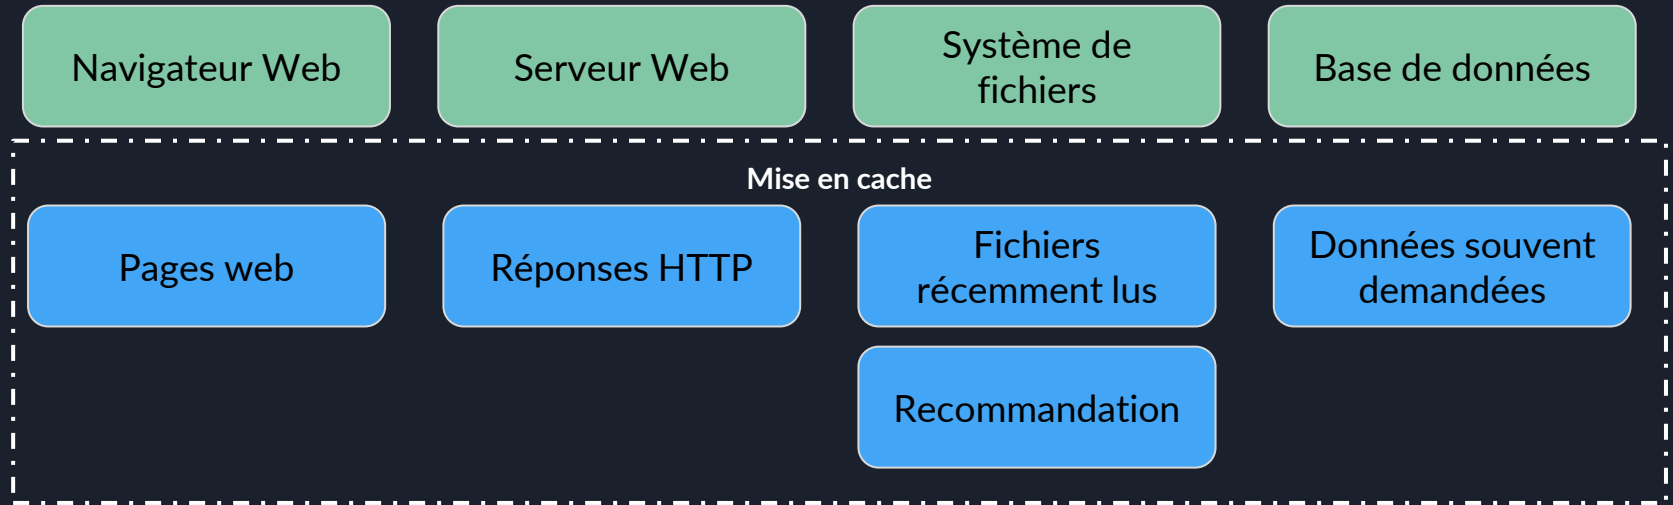 Navigateur Web
Serveur Web
Système de
fichiers
Base de données
Mise en cache
Pages web
Réponses HTTP
Fichiers
récemment lus
Données souvent
demandées
Recommandation